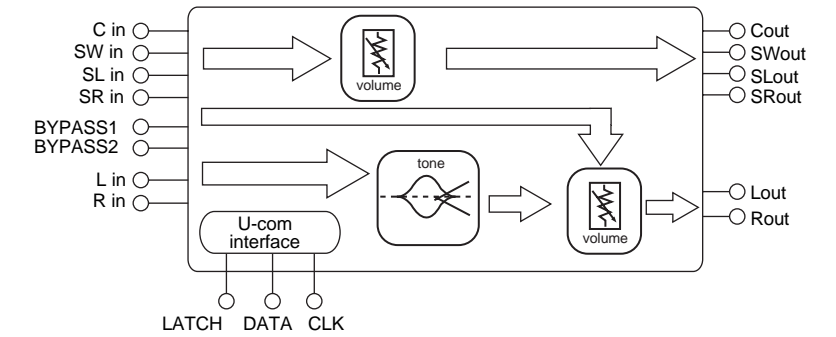 C in
SW in
SL in
SR in
BYPASS1
BYPASS2
L in
R in
volume
tone
volume
U-com
interface
LATCH DATA CLK
Cout
SWout
SLout
SRout
Lout
Rout